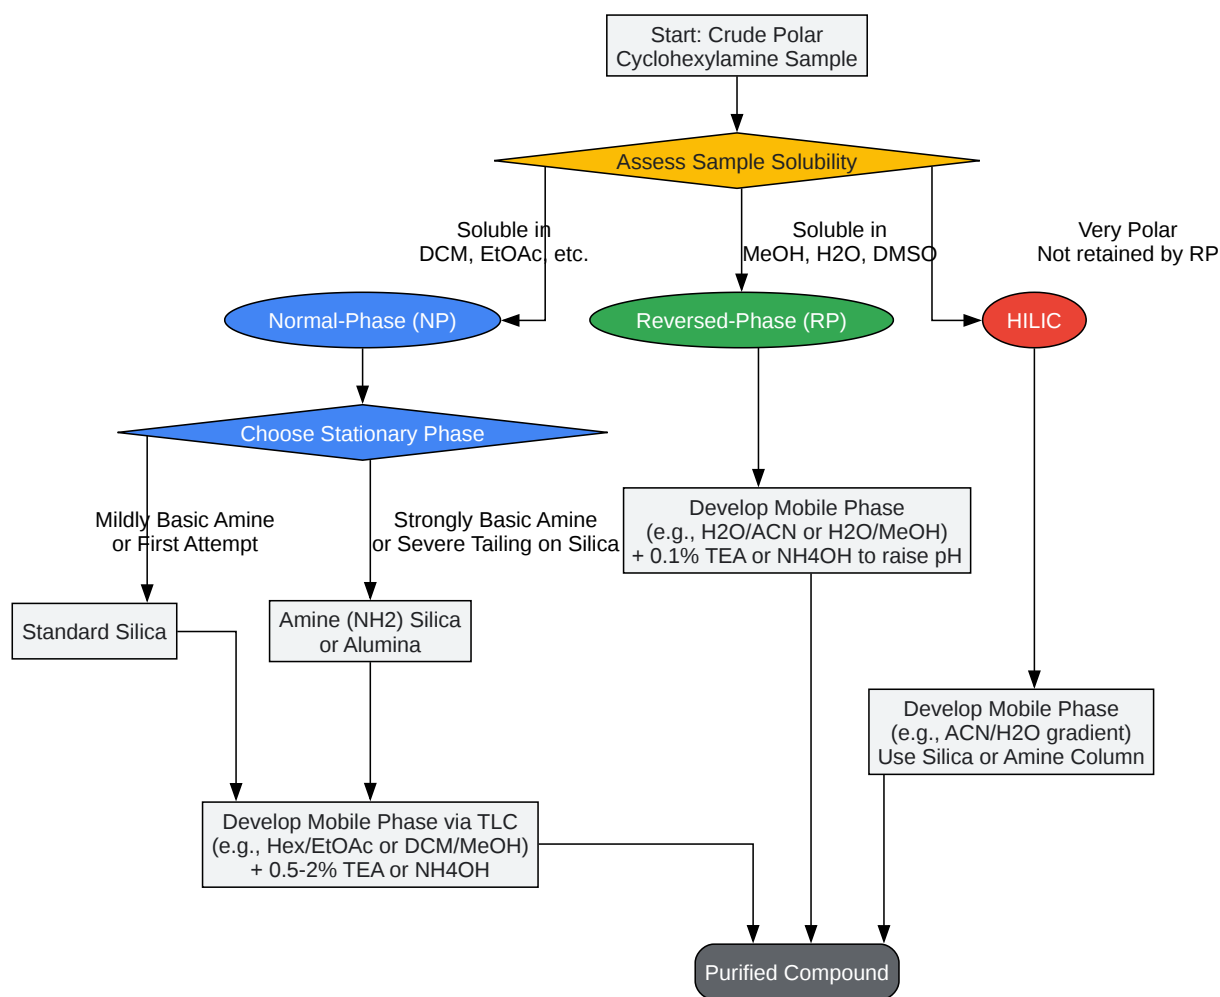 Start: Crude Polar
Cyclohexylamine Sample
Assess Sample Solubility
Soluble in
DCM, EtOAc, etc.
Soluble in
MeOH, H2O, DMSO
Very Polar
Not retained by RP
Normal-Phase (NP)
Reversed-Phase (RP)
HILIC
Choose Stationary Phase
Mildly Basic Amine
or First Attempt
Strongly Basic Amine
or Severe Tailing on Silica
Develop Mobile Phase
(e.g., H2O/ACN or H2O/MeOH)
+ 0.1% TEA or NH4OH to raise pH
Standard Silica
Amine (NH2) Silica
or Alumina
Develop Mobile Phase
(e.g., ACN/H2O gradient)
Use Silica or Amine Column
Develop Mobile Phase via TLC
(e.g., Hex/EtOAc or DCM/MeOH)
+ 0.5-2% TEA or NH4OH
Purified Compound